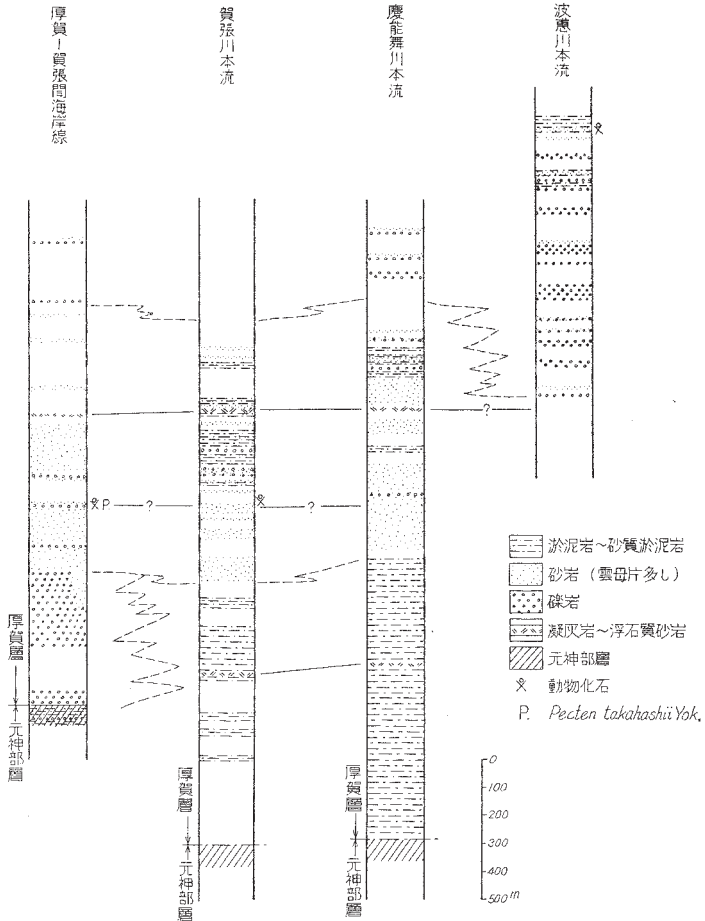 厚賀ー賀張間海岸線
賀張川本流
慶能舞川本流
波恵川本流
P.
?
?
?
淤泥岩～砂質淤泥岩
砂岩（雲母片多し）
礫岩
凝灰岩～浮石質砂岩
元神部層
動物化石
P. Pecten takahashii Yok.
厚賀層
元神部層
厚賀層
元神部層
厚賀層
元神部層
0
100
200
300
400
500 m